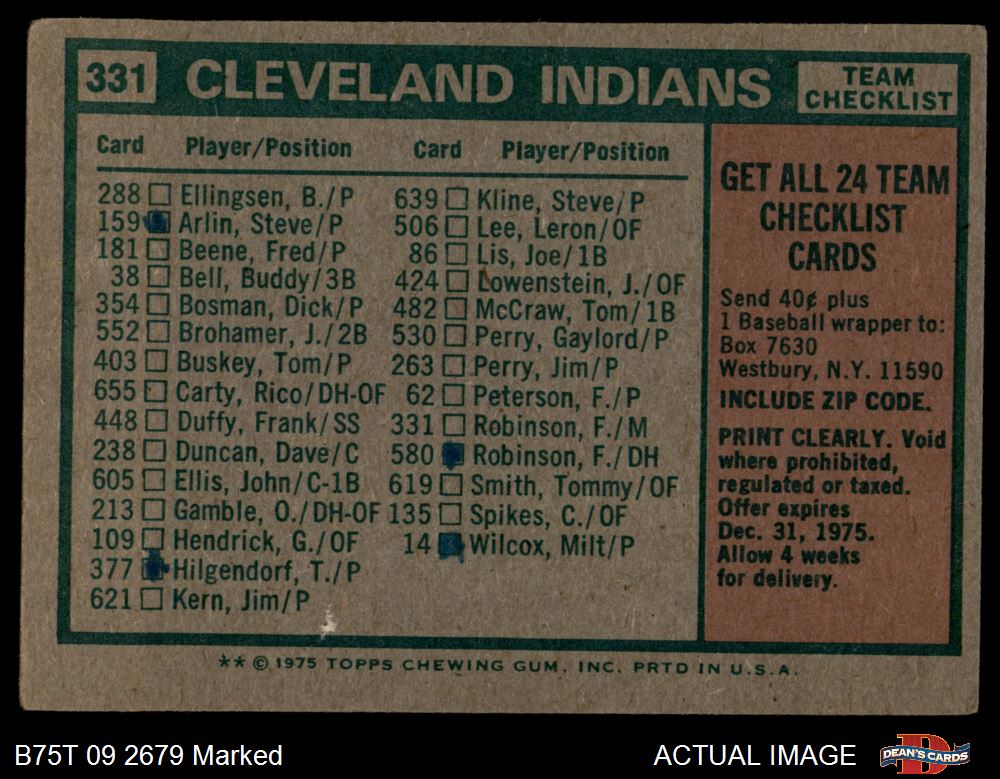 331 CLEVELAND INDIANS TEAM CHECKLIST
Card Player/Position
288 Ellingsen, B./P
159 Arlin, Steve/P
181 Beene, Fred/P
38 Bell, Buddy/3B
354 Bosman, Dick/P
552 Brohamer, J./2B
403 Buskey, Tom/P
655 Carty, Rico/DH-OF
448 Duffy, Frank/SS
238 Duncan, Dave/C
605 Ellis, John/C-1B
213 Gamble, O./DH-OF
109 Hendrick, G./OF
377 Hilgendorf, T./P
621 Kern, Jim/P
Card Player/Position
639 Kline, Steve/P
506 Lee, Leron/OF
86 Lis, Joe/1B
424 Lowenstein, J./OF
482 McCraw, Tom/1B
530 Perry, Gaylord/P
263 Perry, Jim/P
62 Peterson, F./P
331 Robinson, F./M
580 Robinson, F./DH
619 Smith, Tommy/OF
135 Spikes, C./OF
14 Wilcox, Milt/P
GET ALL 24 TEAM
CHECKLIST
CARDS
Send 40¢ plus
1 Baseball wrapper to:
Box 7630
Westbury, N.Y. 11590
INCLUDE ZIP CODE.
PRINT CLEARLY. Void
where prohibited,
regulated or taxed.
Offer expires
Dec. 31, 1975.
Allow 4 weeks
for delivery.
** © 1975 TOPPS CHEWING GUM, INC. PRTD IN U.S.A.
B75T 09 2679 Marked
ACTUAL IMAGE
DEAN'S CARDS